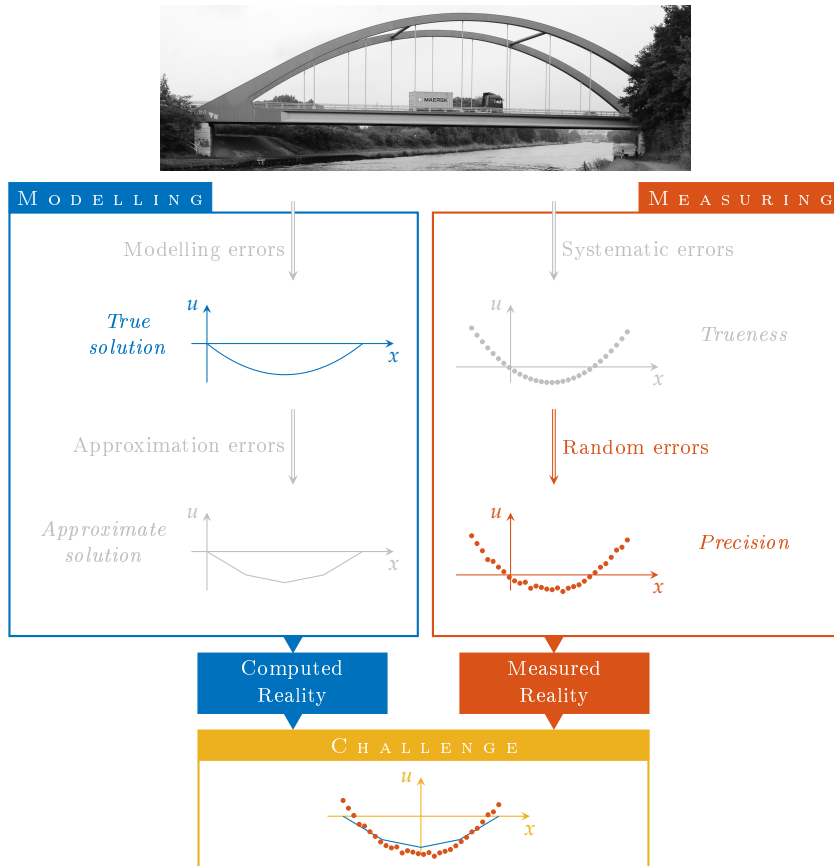 MAERSK
MODELLING
Modelling errors
u
True
solution
x
Approximation errors
u
Approximate
solution
x
MEASURING
Systematic errors
u
Trueness
x
Random errors
u
Precision
x
Computed
Reality
Measured
Reality
CHALLENGE
u
x